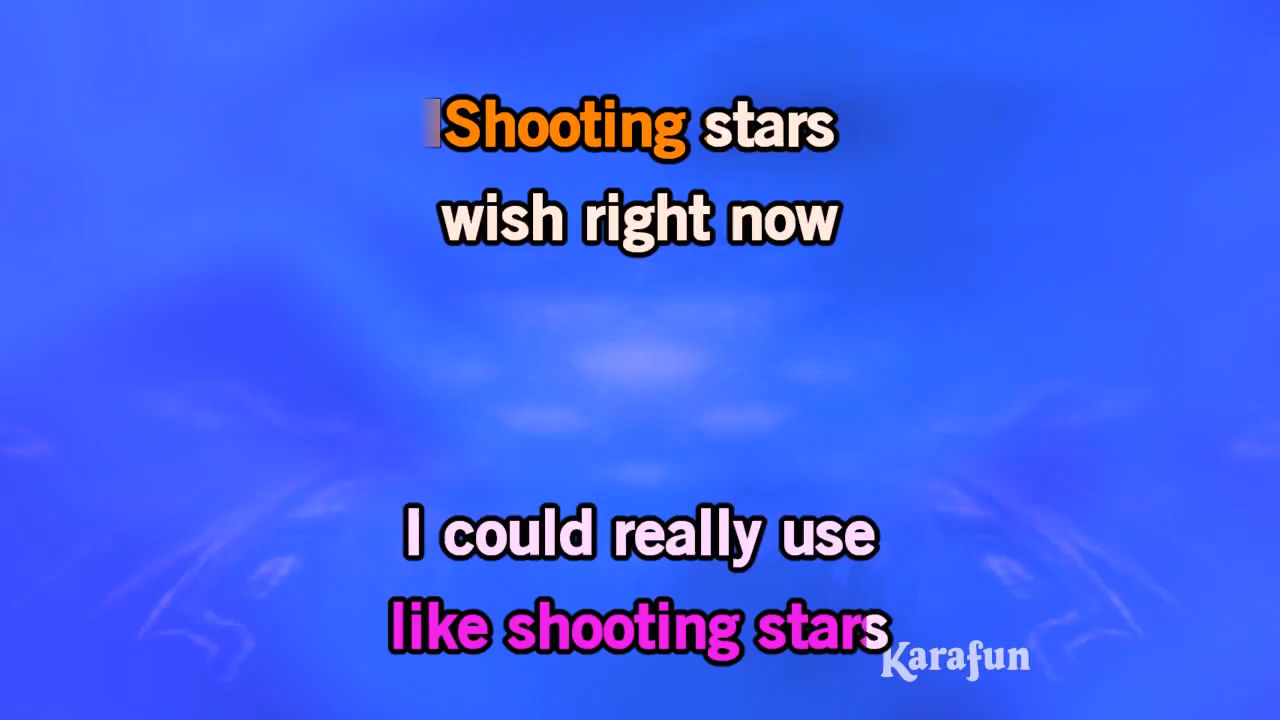 Shooting stars
wish right now
I could really use
like shooting stars
Karafun